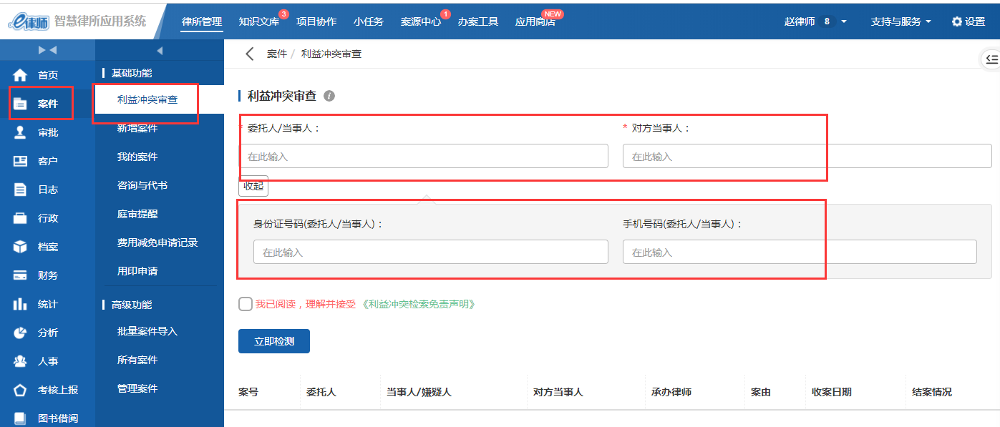 e律师 智慧律所应用系统
律所管理 知识文库 3 项目协作 小任务 案源中心 1 办案工具 应用商店 NEW 赵律师 8 支持与服务 设置
首页
案件
审批
客户
日志
行政
档案
财务
统计
分析
人事
考核上报
图书借阅
基础功能
利益冲突审查
新增案件
我的案件
咨询与代书
庭审提醒
费用减免申请记录
用印申请
高级功能
批量案件导入
所有案件
管理案件
案件 / 利益冲突审查
利益冲突审查 i
* 委托人/当事人: * 对方当事人:
在此输入 在此输入
收起
身份证号码(委托人/当事人): 手机号码(委托人/当事人):
在此输入 在此输入
我已阅读，理解并接受 《利益冲突检索免责声明》
立即检测
案号 委托人 当事人/嫌疑人 对方当事人 承办律师 案由 收案日期 结案情况